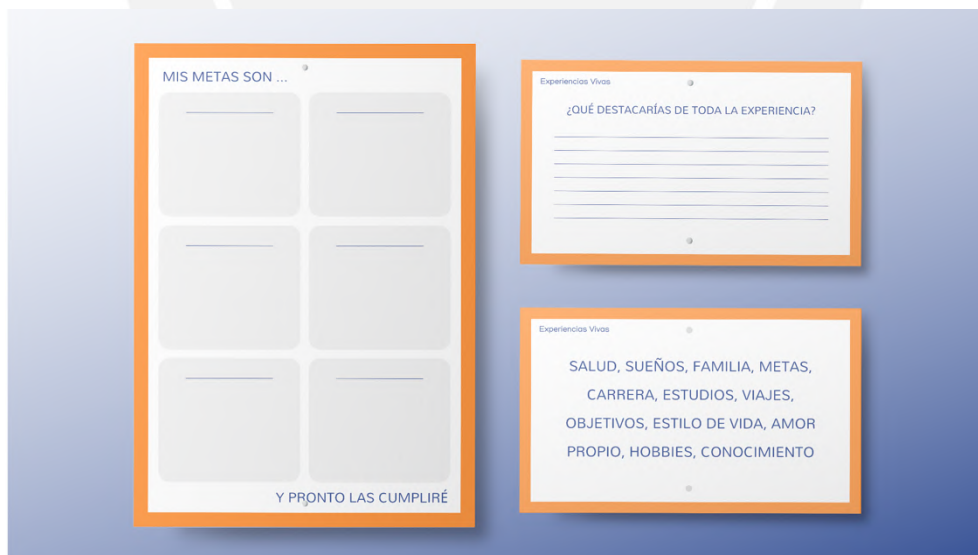 MIS METAS SON ...
Y PRONTO LAS CUMPLIRÉ
Experiencias Vivas
¿QUÉ DESTACARÍAS DE TODA LA EXPERIENCIA?
Experiencias Vivas
SALUD, SUEÑOS, FAMILIA, METAS,
CARRERA, ESTUDIOS, VIAJES,
OBJETIVOS, ESTILO DE VIDA, AMOR
PROPIO, HOBBIES, CONOCIMIENTO